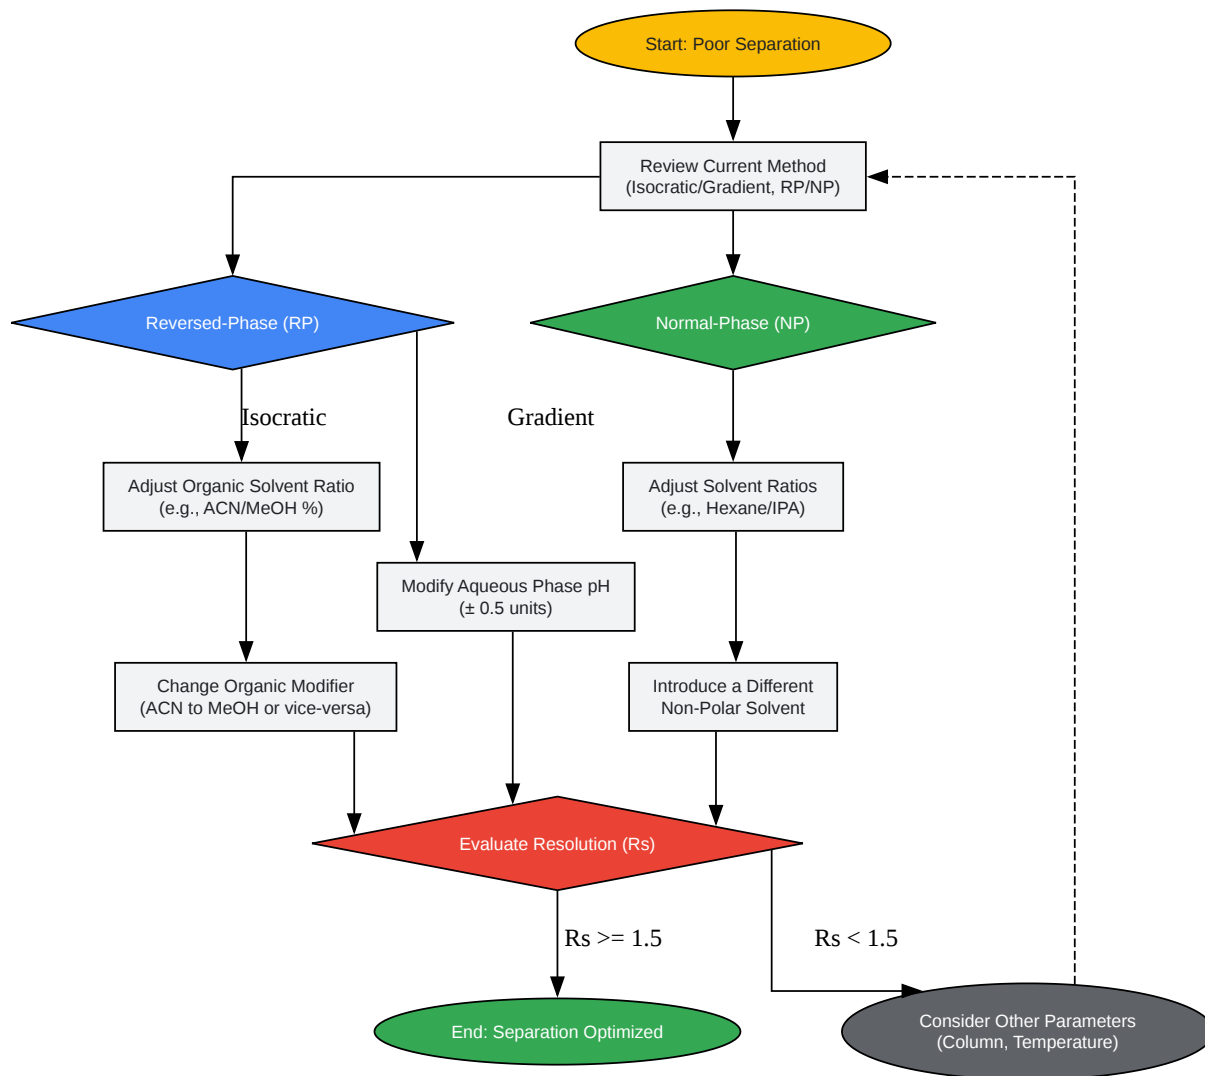 Start: Poor Separation
Review Current Method
(Isocratic/Gradient, RP/NP)
Reversed-Phase (RP)
Normal-Phase (NP)
Isocratic
Gradient
Adjust Organic Solvent Ratio
(e.g., ACN/MeOH %)
Adjust Solvent Ratios
(e.g., Hexane/IPA)
Modify Aqueous Phase pH
(± 0.5 units)
Change Organic Modifier
(ACN to MeOH or vice-versa)
Introduce a Different
Non-Polar Solvent
Evaluate Resolution (Rs)
Rs >= 1.5
Rs < 1.5
End: Separation Optimized
Consider Other Parameters
(Column, Temperature)